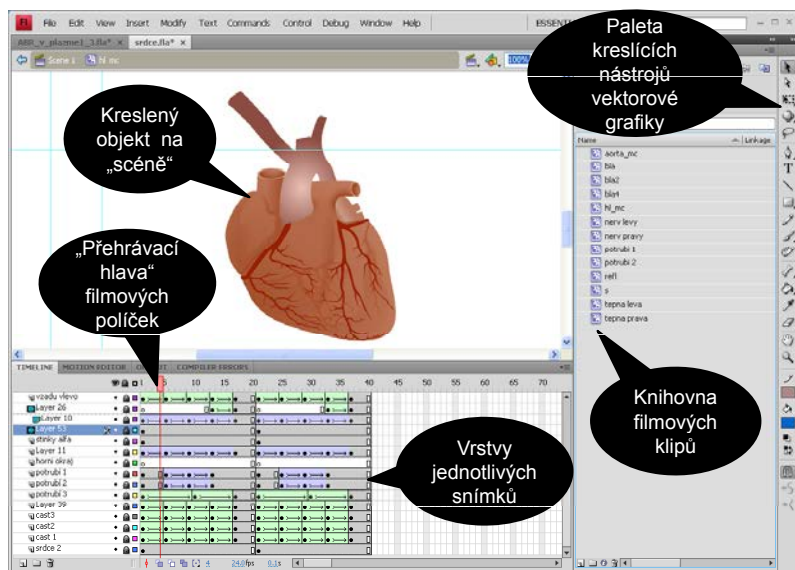 Fl File Edit View Insert Modify Text Commands Control Debug Window Help ESSENTI
srdce.fla* ×
Scene 1 hl_mc
100%
Paleta
kreslících
nástrojů
vektorové
grafiky
Kreslený
objekt na
„scéně“
„Přehrávací
hlava“
filmových
políček
Name Linkage
aorta_mc
bla
bla2
bla4
hl_mc
nerv levy
nerv pravy
potrubi 1
potrubi 2
refl
s
tepna leva
tepna prava
Knihovna
filmových
klipů
TIMELINE MOTION EDITOR COMPILER ERRORS
1 5 10 15 20 25 30 35 40 45 50 55 60 65 70
vzadu vlevo
Layer 26
Layer 10
Layer 53
stinky alfa
Layer 11
horni okraj
potrubi 1
potrubi 2
potrubi 3
Layer 39
cast3
cast2
cast 1
srdce 2
Vrstvy
jednotlivých
snímků
4 24.0fps 0.1s